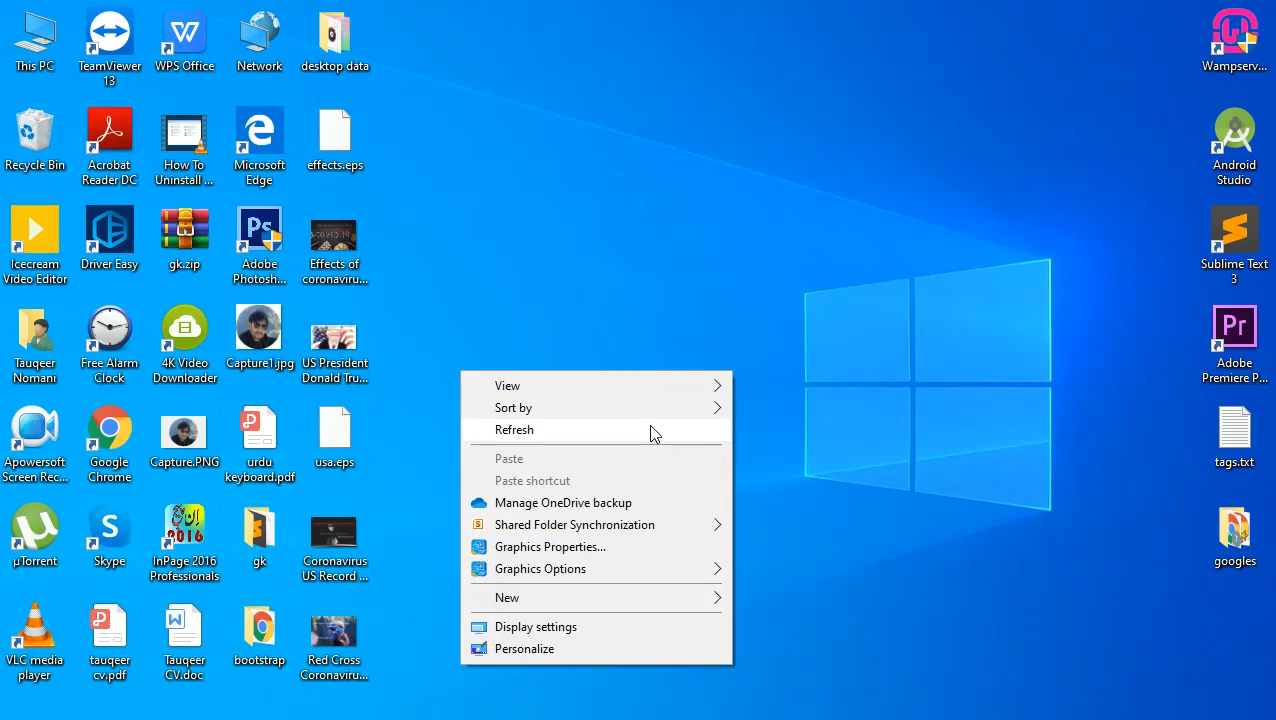 This PC
TeamViewer
13
WPS Office
Network
desktop data
Wampserv...
Recycle Bin
Acrobat
Reader DC
How To
Uninstall ...
Microsoft
Edge
effects.eps
Android
Studio
Icecream
Video Editor
Driver Easy
gk.zip
Ps
Adobe
Photosh...
COVID-19
Effects of
coronaviru...
Sublime Text
3
Tauqeer
Nomani
Free Alarm
Clock
4K Video
Downloader
Capture1.jpg
US President
Donald Tru...
Pr
Adobe
Premiere P...
Apowersoft
Screen Rec...
Google
Chrome
Capture.PNG
urdu
keyboard.pdf
usa.eps
tags.txt
µTorrent
Skype
2016
InPage 2016
Professionals
gk
Coronavirus
US Record ...
googles
VLC media
player
tauqeer
cv.pdf
Tauqeer
CV.doc
bootstrap
Red Cross
Coronaviru...
View
Sort by
Refresh
Paste
Paste shortcut
Manage OneDrive backup
Shared Folder Synchronization
Graphics Properties...
Graphics Options
New
Display settings
Personalize